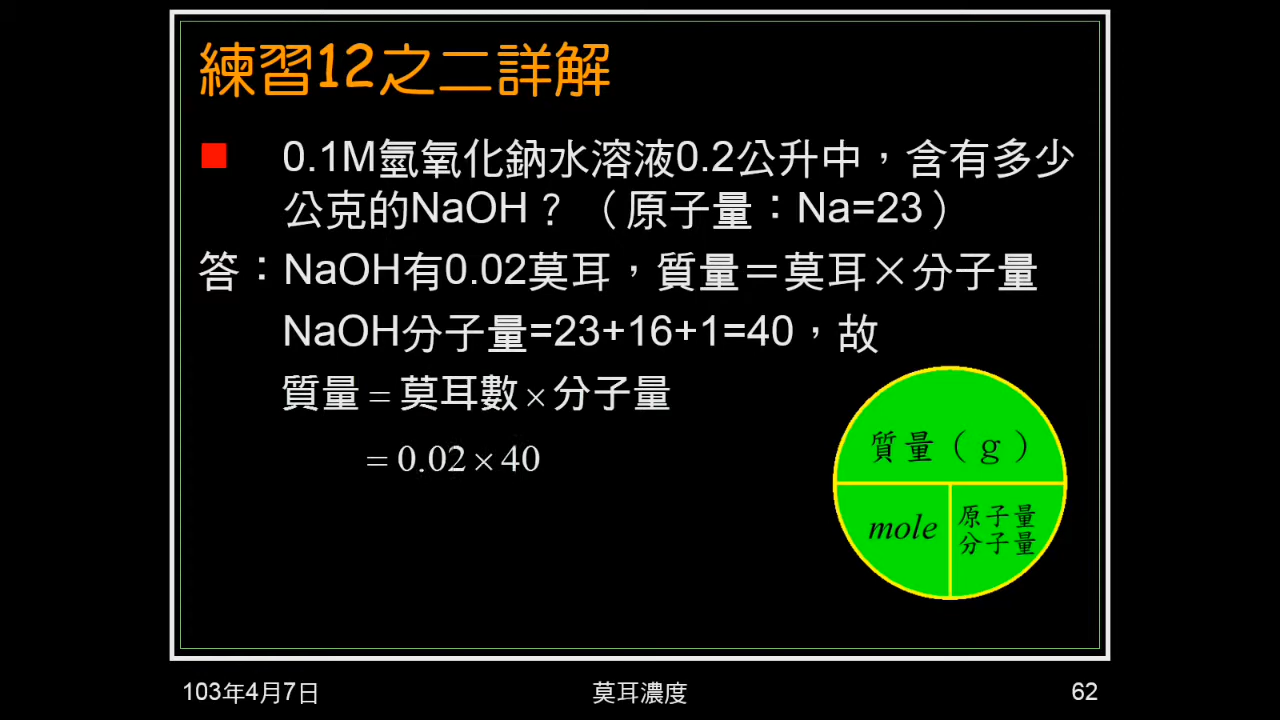 練習12之二詳解
0.1M氫氧化鈉水溶液0.2公升中，含有多少
公克的NaOH？（原子量：Na=23）
答：NaOH有0.02莫耳，質量＝莫耳×分子量
NaOH分子量=23+16+1=40，故
質量=莫耳數×分子量
=0.02×40
質量（g）
mole
原子量
分子量
103年4月7日
莫耳濃度
62